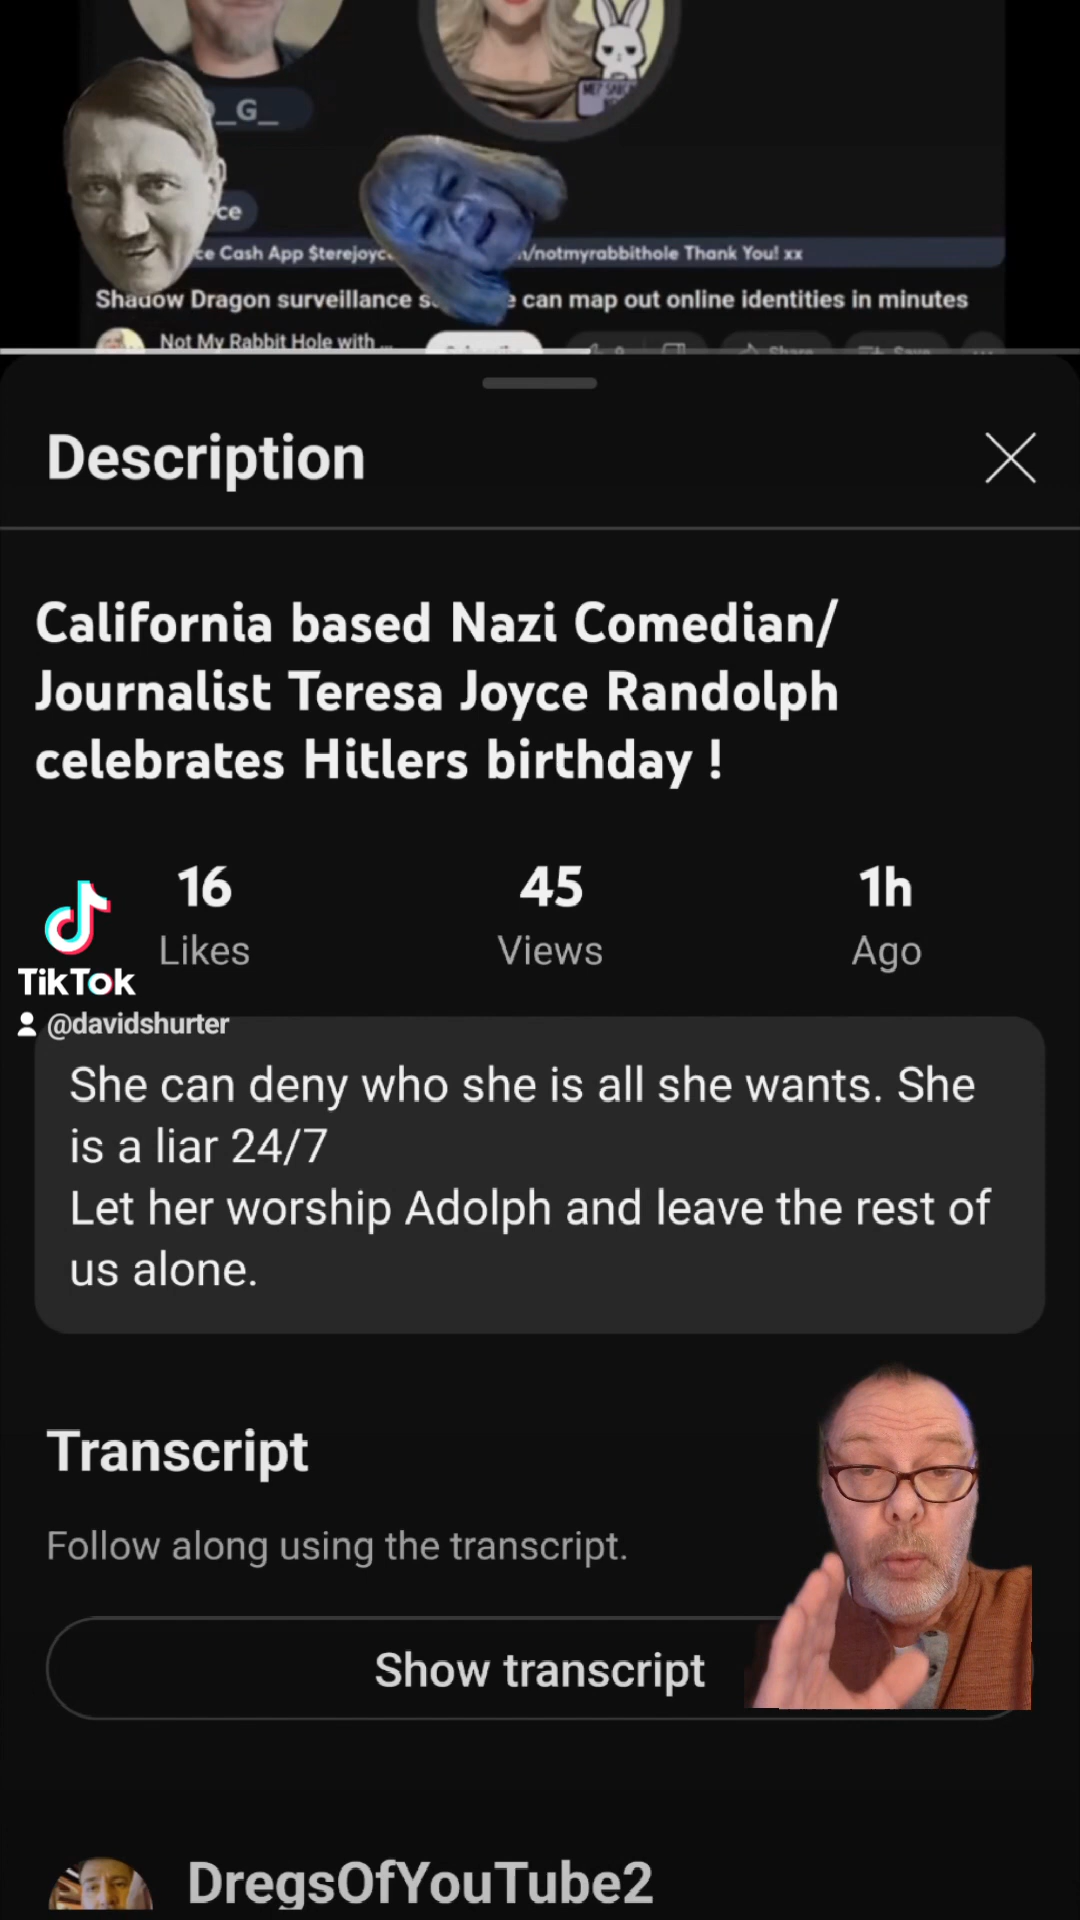 _G_
ce
ce Cash App $terejoyc
/notmyrabbithole Thank You! xx
Shadow Dragon surveillance s
e can map out online identities in minutes
Not My Rabbit Hole with ...
Share
Save
Description
California based Nazi Comedian/
Journalist Teresa Joyce Randolph
celebrates Hitlers birthday !
16
45
1h
Likes
Views
Ago
TikTok
@davidshurter
She can deny who she is all she wants. She
is a liar 24/7
Let her worship Adolph and leave the rest of
us alone.
Transcript
Follow along using the transcript.
Show transcript
DregsOfYouTube2